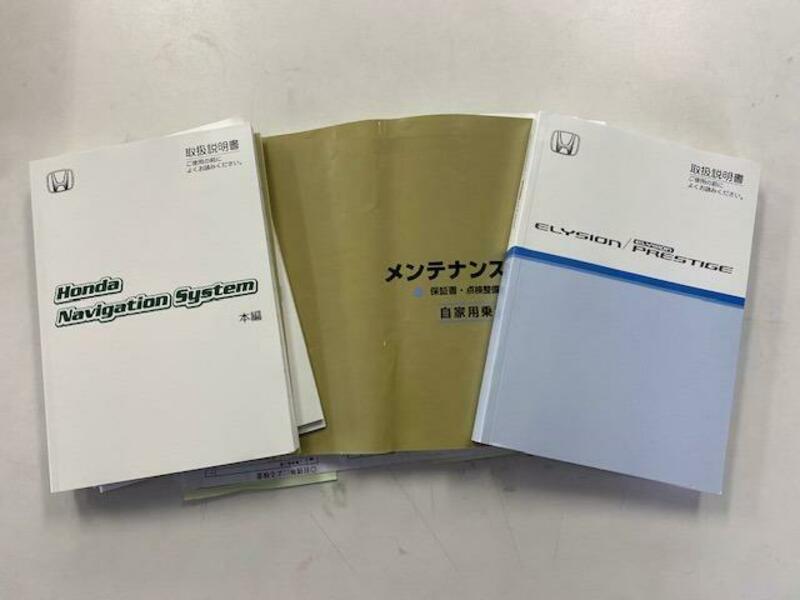 取扱説明書
ご使用の前に
よくお読みください。
Honda
Navigation System
本編
メンテナンス
保証書・点検整備
自家用乗
取扱説明書
ご使用の前に
よくお読みください。
ELYSION / ELYSION PRESTIGE